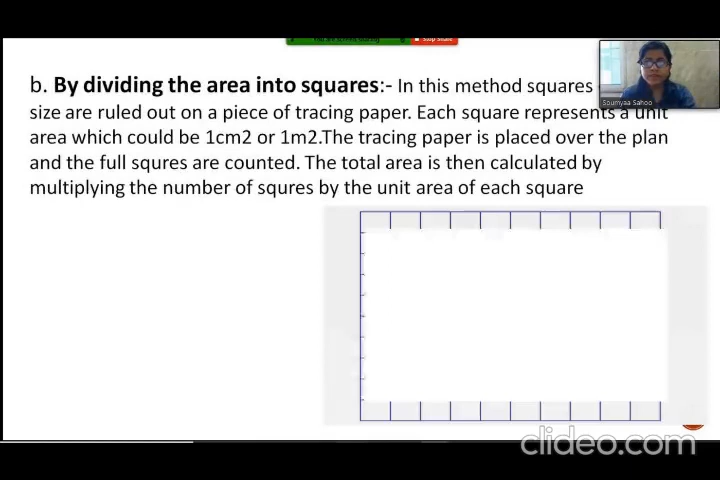 Stop Share
Soumyaa Sahoo
b. By dividing the area into squares:- In this method squares
size are ruled out on a piece of tracing paper. Each square represents a unit
area which could be 1cm2 or 1m2.The tracing paper is placed over the plan
and the full squres are counted. The total area is then calculated by
multiplying the number of squres by the unit area of each square
clideo.com